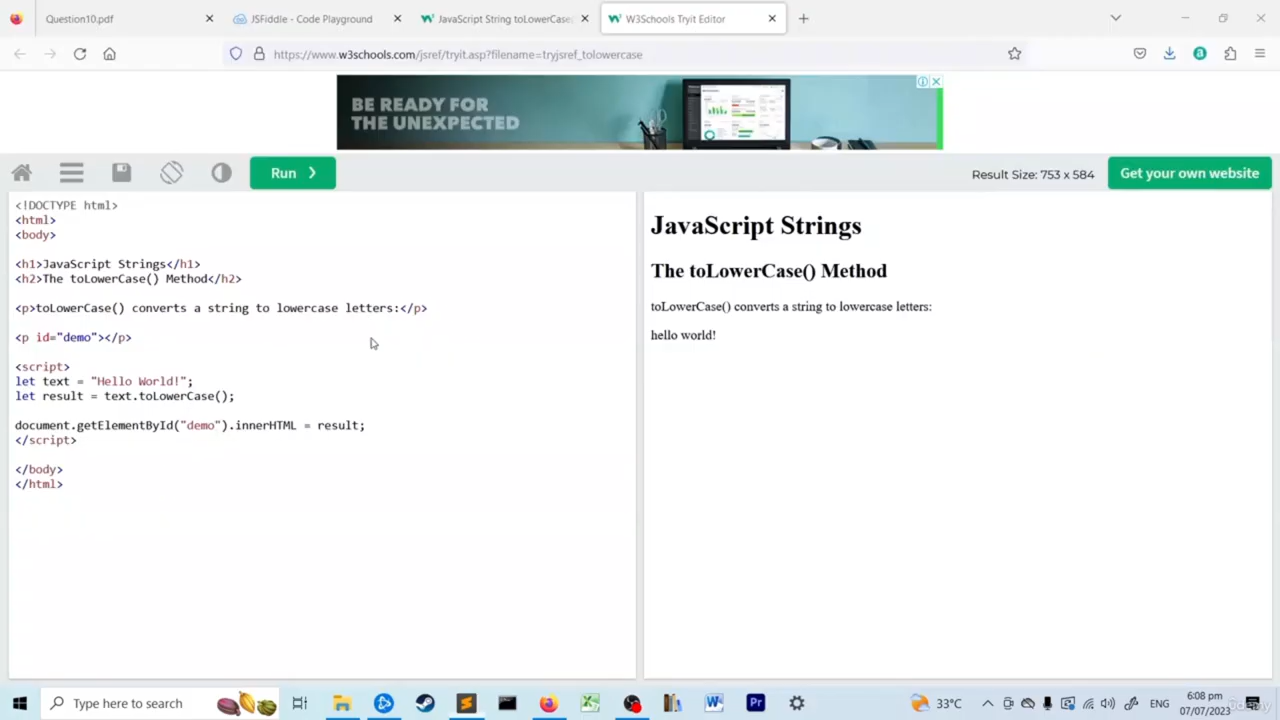 Question10.pdf
JSFiddle - Code Playground
JavaScript String toLowerCase
W3Schools Tryit Editor
https://www.w3schools.com/jsref/tryit.asp?filename=tryjsref_tolowercase
BE READY FOR
THE UNEXPECTED
Run ❯
Result Size: 753 x 584
Get your own website
<!DOCTYPE html>
<html>
<body>
<h1>JavaScript Strings</h1>
<h2>The toLowerCase() Method</h2>
<p>toLowerCase() converts a string to lowercase letters:</p>
<p id="demo"></p>
<script>
let text = "Hello World!";
let result = text.toLowerCase();
document.getElementById("demo").innerHTML = result;
</script>
</body>
</html>
JavaScript Strings
The toLowerCase() Method
toLowerCase() converts a string to lowercase letters:
hello world!
Type here to search
33°C
ENG
6:08 pm
07/07/2023
Udemy